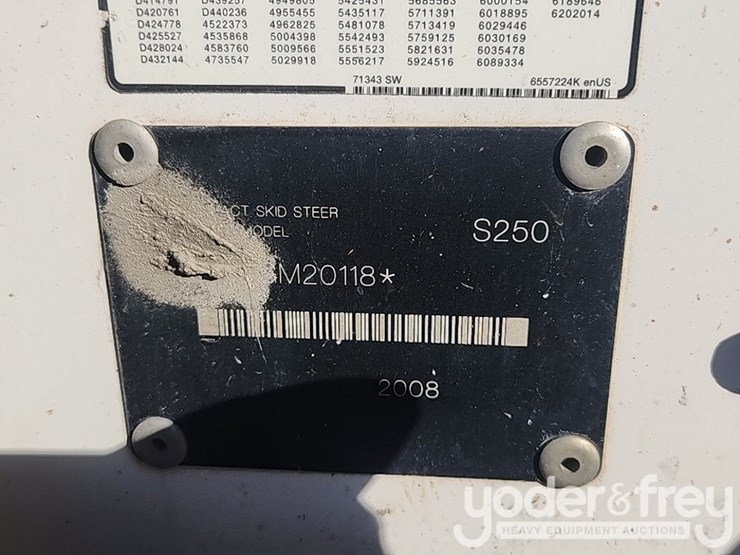 D420761 D440236 4955455 5435117 5711391 6018895 6202014
D424778 4522373 4962825 5481078 5713419 6029446
D425527 4535868 5004398 5542493 5759125 6030169
D428024 4583760 5009566 5551523 5821631 6035478
D432144 4735547 5029918 5556217 5924516 6089334
71343 SW 6557224K enUS
SKID STEER
S250
M20118*
2008
yoder&frey
HEAVY EQUIPMENT AUCTIONS